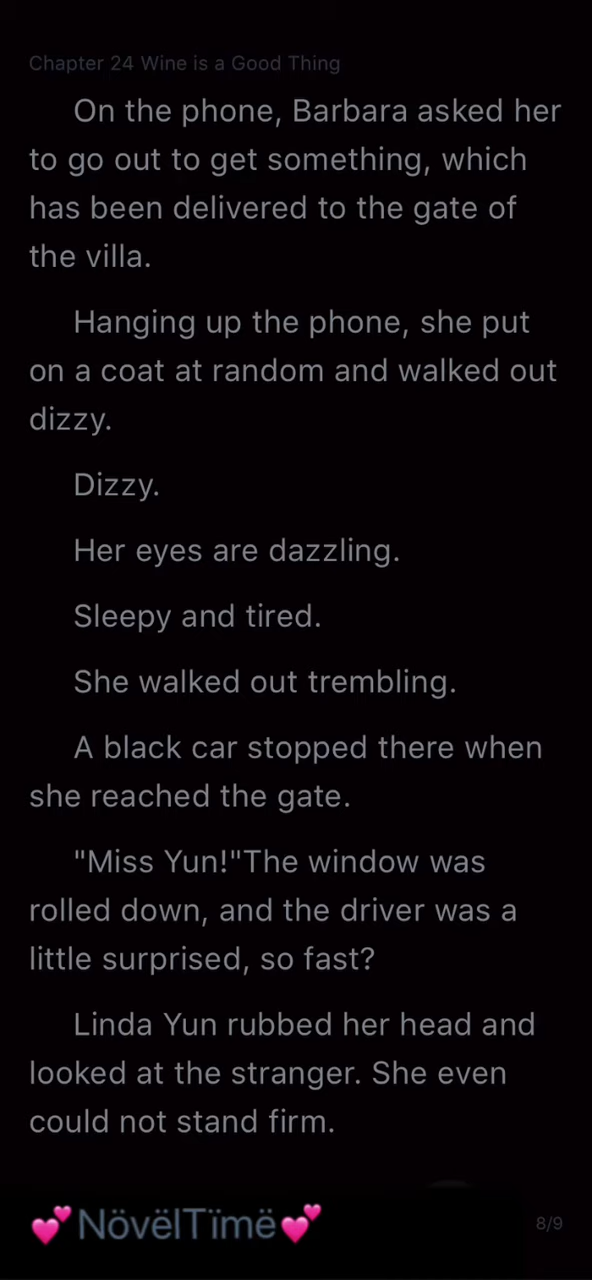 Chapter 24 Wine is a Good Thing
On the phone, Barbara asked her
to go out to get something, which
has been delivered to the gate of
the villa.
Hanging up the phone, she put
on a coat at random and walked out
dizzy.
Dizzy.
Her eyes are dazzling.
Sleepy and tired.
She walked out trembling.
A black car stopped there when
she reached the gate.
"Miss Yun!"The window was
rolled down, and the driver was a
little surprised, so fast?
Linda Yun rubbed her head and
looked at the stranger. She even
could not stand firm.
💕NövëlTïmë💕
8/9